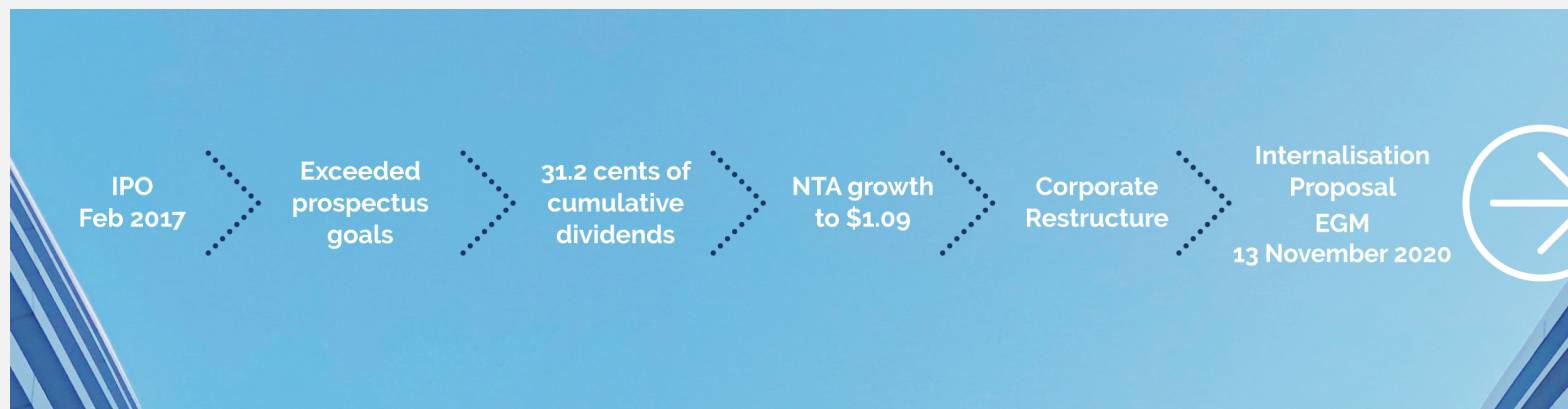 IPO
Feb 2017
Exceeded
prospectus
goals
31.2 cents of
cumulative
dividends
NTA growth
to $1.09
Corporate
Restructure
Internalisation
Proposal
EGM
13 November 2020